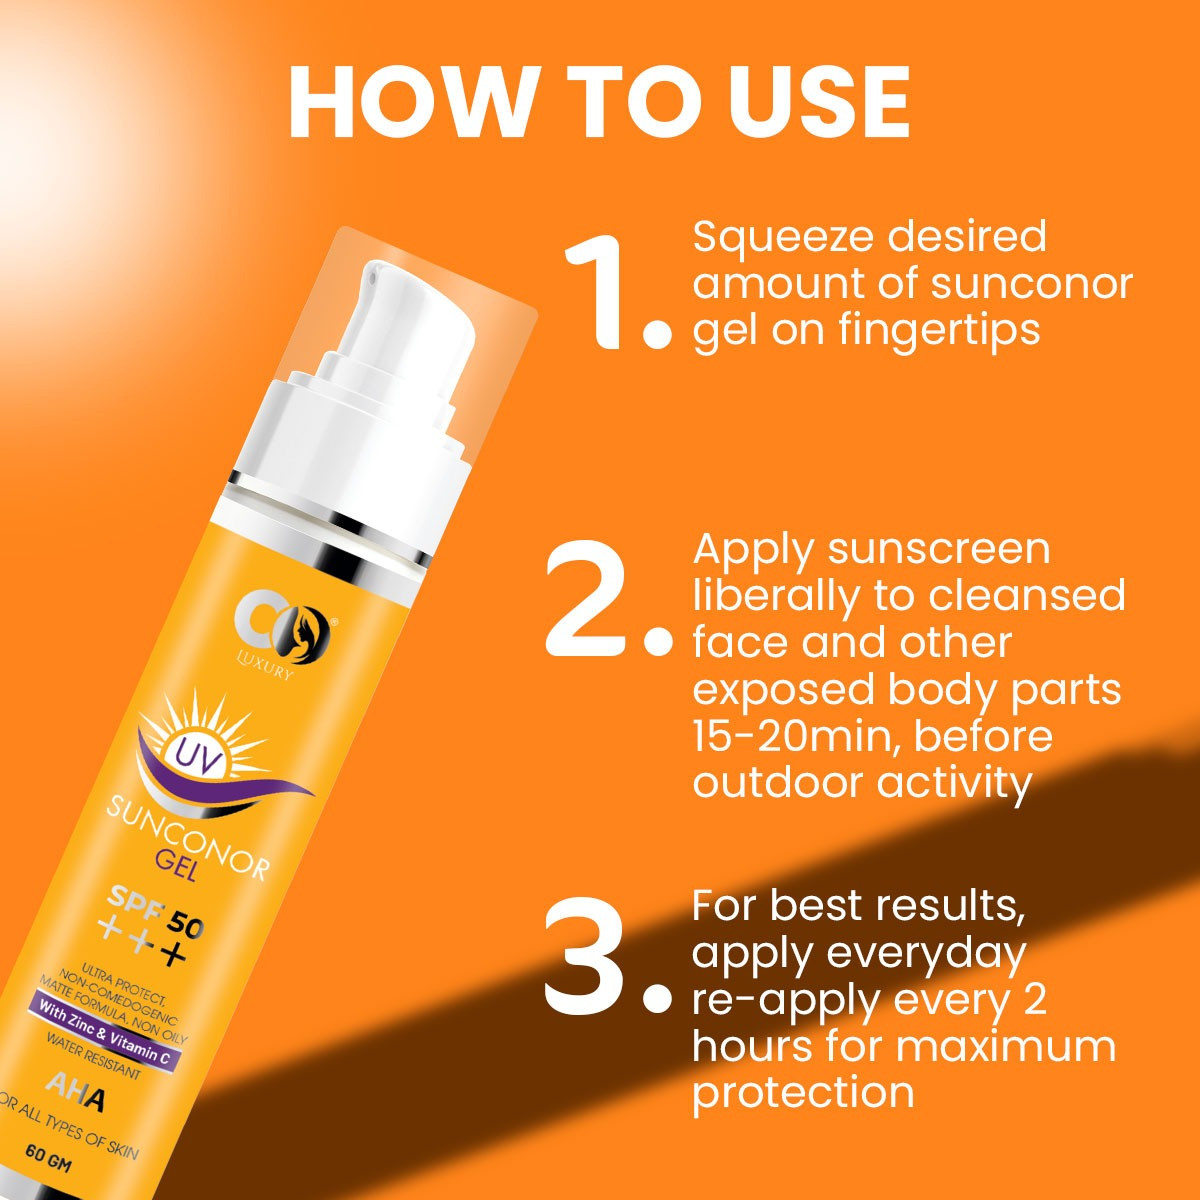 HOW TO USE
1. Squeeze desired
amount of sunconor
gel on fingertips
2. Apply sunscreen
liberally to cleansed
face and other
exposed body parts
15-20min, before
outdoor activity
3. For best results,
apply everyday
re-apply every 2
hours for maximum
protection
CO®
LUXURY
UV
SUNCONOR
GEL
SPF 50
+++
ULTRA PROTECT,
NON-COMEDOGENIC
MATTE FORMULA, NON OILY
With Zinc & Vitamin C
WATER RESISTANT
AHA
OR ALL TYPES OF SKIN
60 GM